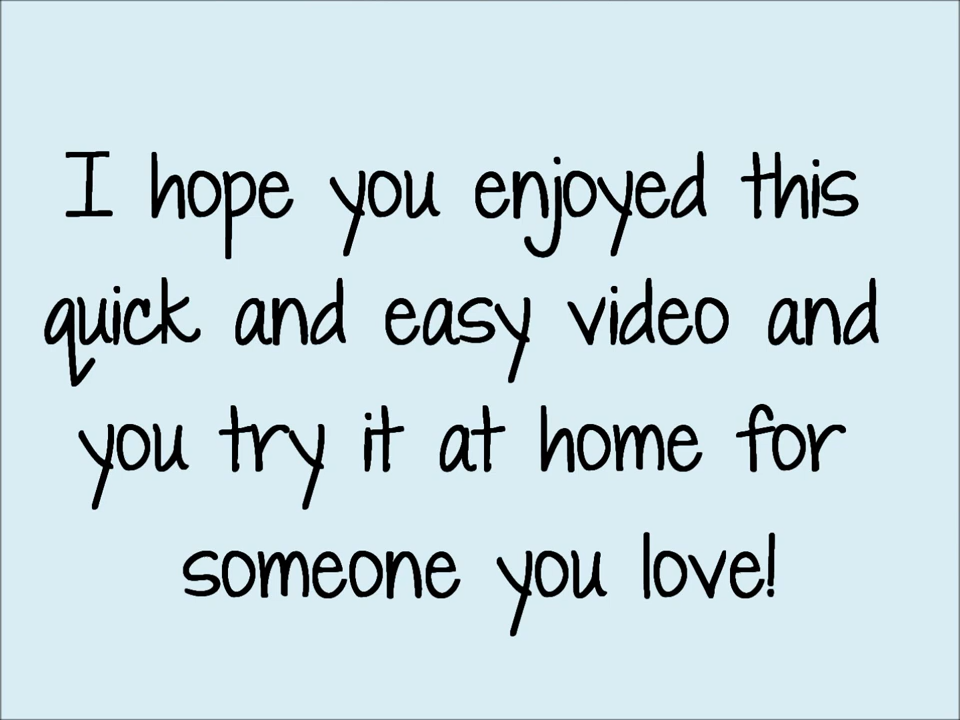 I hope you enjoyed this
quick and easy video and
you try it at home for
someone you love!